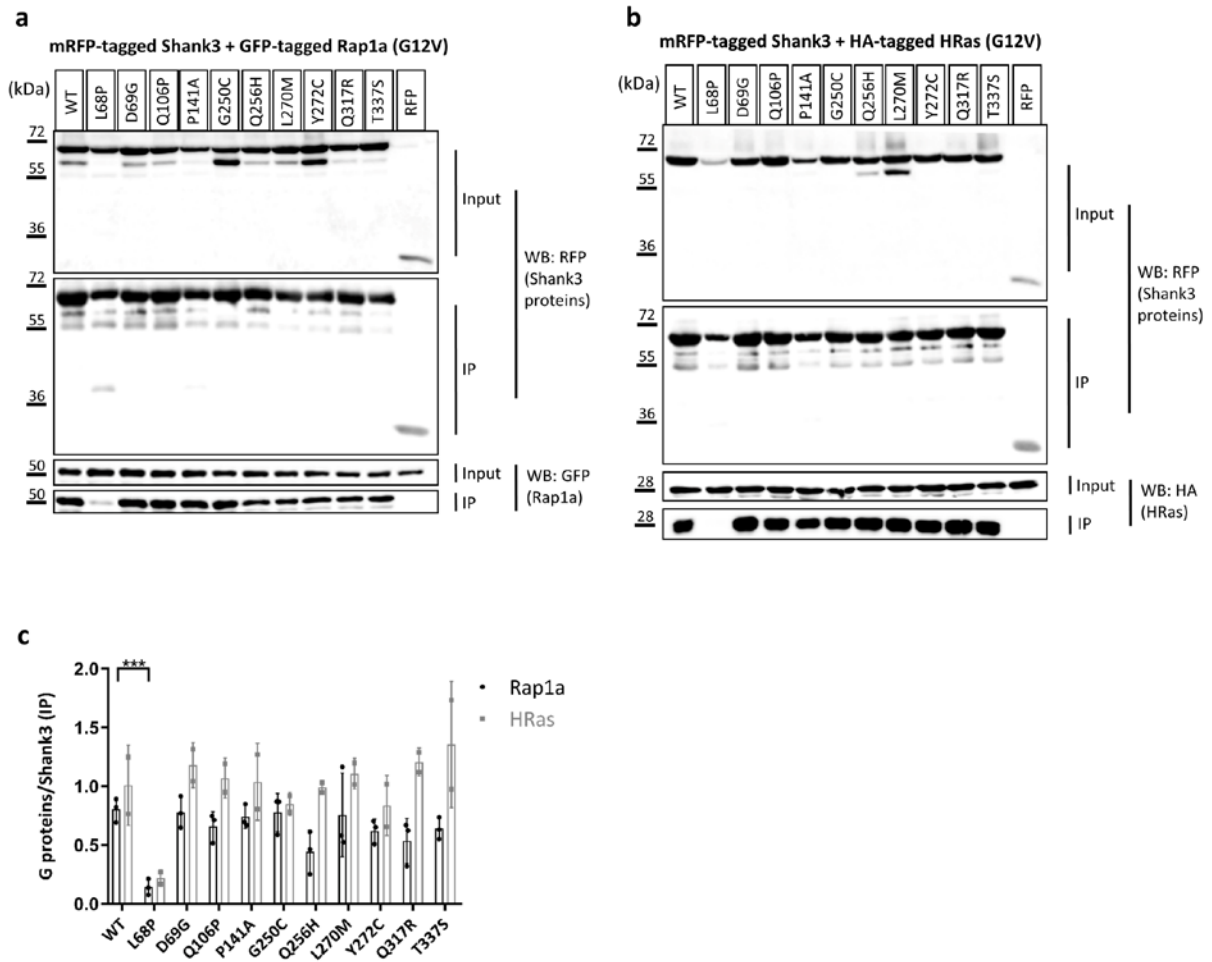 a
mRFP-tagged Shank3 + GFP-tagged Rap1a (G12V)
(kDa)
WT
L68P
D69G
Q106P
P141A
G250C
Q256H
L270M
Y272C
Q317R
T337S
RFP
72
55
36
Input
72
55
36
IP
WB: RFP
(Shank3
proteins)
50
Input
50
IP
WB: GFP
(Rap1a)
b
mRFP-tagged Shank3 + HA-tagged HRas (G12V)
(kDa)
WT
L68P
D69G
Q106P
P141A
G250C
Q256H
L270M
Y272C
Q317R
T337S
RFP
72
55
36
Input
72
55
36
IP
WB: RFP
(Shank3
proteins)
28
Input
28
IP
WB: HA
(HRas)
c
G proteins/Shank3 (IP)
2.0
1.5
1.0
0.5
0.0
***
Rap1a
HRas
WT
L68P
D69G
Q106P
P141A
G250C
Q256H
L270M
Y272C
Q317R
T337S